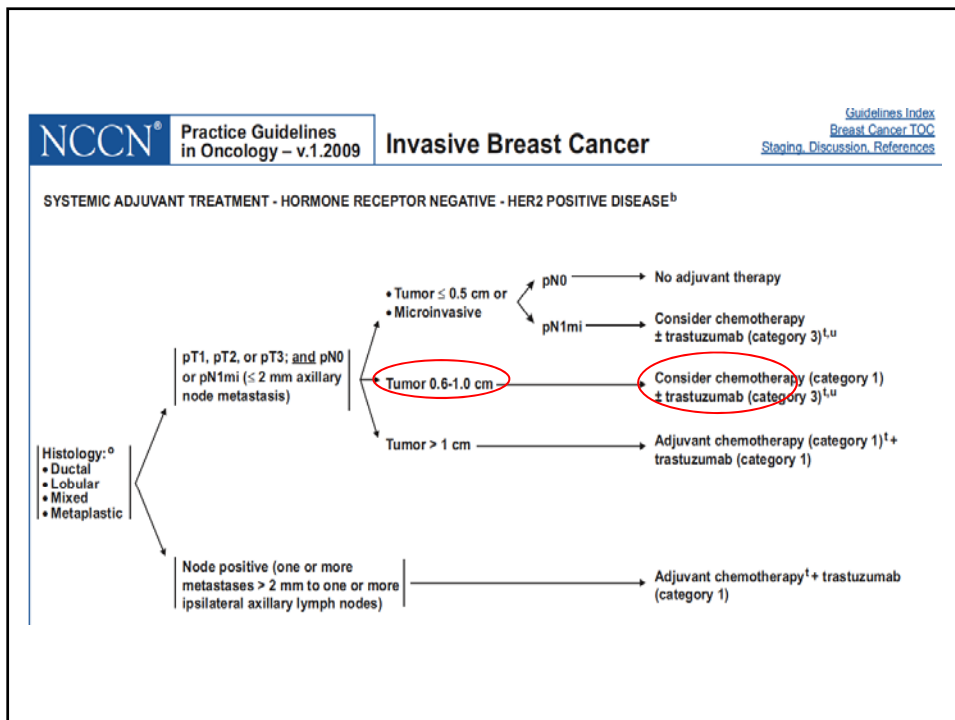 NCCN®
Practice Guidelines
in Oncology – v.1.2009
Invasive Breast Cancer
Guidelines Index
Breast Cancer TOC
Staging, Discussion, References
SYSTEMIC ADJUVANT TREATMENT - HORMONE RECEPTOR NEGATIVE - HER2 POSITIVE DISEASEᵇ
Histology:ᵒ
• Ductal
• Lobular
• Mixed
• Metaplastic
pT1, pT2, or pT3; and pN0
or pN1mi (≤ 2 mm axillary
node metastasis)
• Tumor ≤ 0.5 cm or
• Microinvasive
pN0
No adjuvant therapy
pN1mi
Consider chemotherapy
± trastuzumab (category 3)ᵗ,ᵘ
Tumor 0.6-1.0 cm
Consider chemotherapy (category 1)
± trastuzumab (category 3)ᵗ,ᵘ
Tumor > 1 cm
Adjuvant chemotherapy (category 1)ᵗ +
trastuzumab (category 1)
Node positive (one or more
metastases > 2 mm to one or more
ipsilateral axillary lymph nodes)
Adjuvant chemotherapyᵗ + trastuzumab
(category 1)